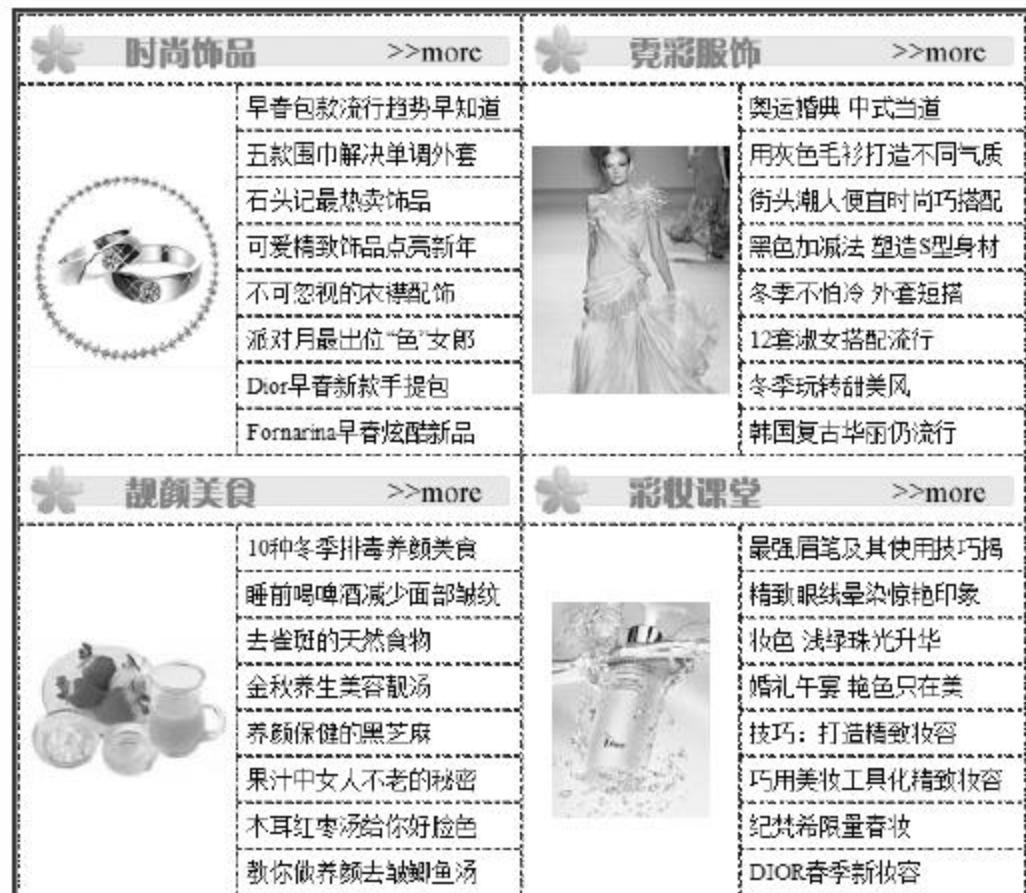 时尚饰品 >>more
早春包款流行趋势早知道
五款围巾解决单调外套
石头记最热卖饰品
可爱精致饰品点亮新年
不可忽视的衣襟配饰
派对月最出位“色”女郎
Dior早春新款手提包
Fornarina早春炫酷新品
霓彩服饰 >>more
奥运婚典 中式当道
用灰色毛衫打造不同气质
街头潮人便宜时尚巧搭配
黑色加减法 塑造S型身材
冬季不怕冷 外套短搭
12套淑女搭配流行
冬季玩转甜美风
韩国复古华丽仍流行
靓颜美食 >>more
10种冬季排毒养颜美食
睡前喝啤酒减少面部皱纹
去雀斑的天然食物
金秋养生美容靓汤
养颜保健的黑芝麻
果汁中女人不老的秘密
木耳红枣汤给你好脸色
教你做养颜去皱鲫鱼汤
彩妆课堂 >>more
最强眉笔及其使用技巧揭
精致眼线晕染惊艳印象
妆色 浅绿珠光升华
婚礼午宴 艳色只在美
技巧：打造精致妆容
巧用美妆工具化精致妆容
纪梵希限量春妆
DIOR春季新妆容
Dior